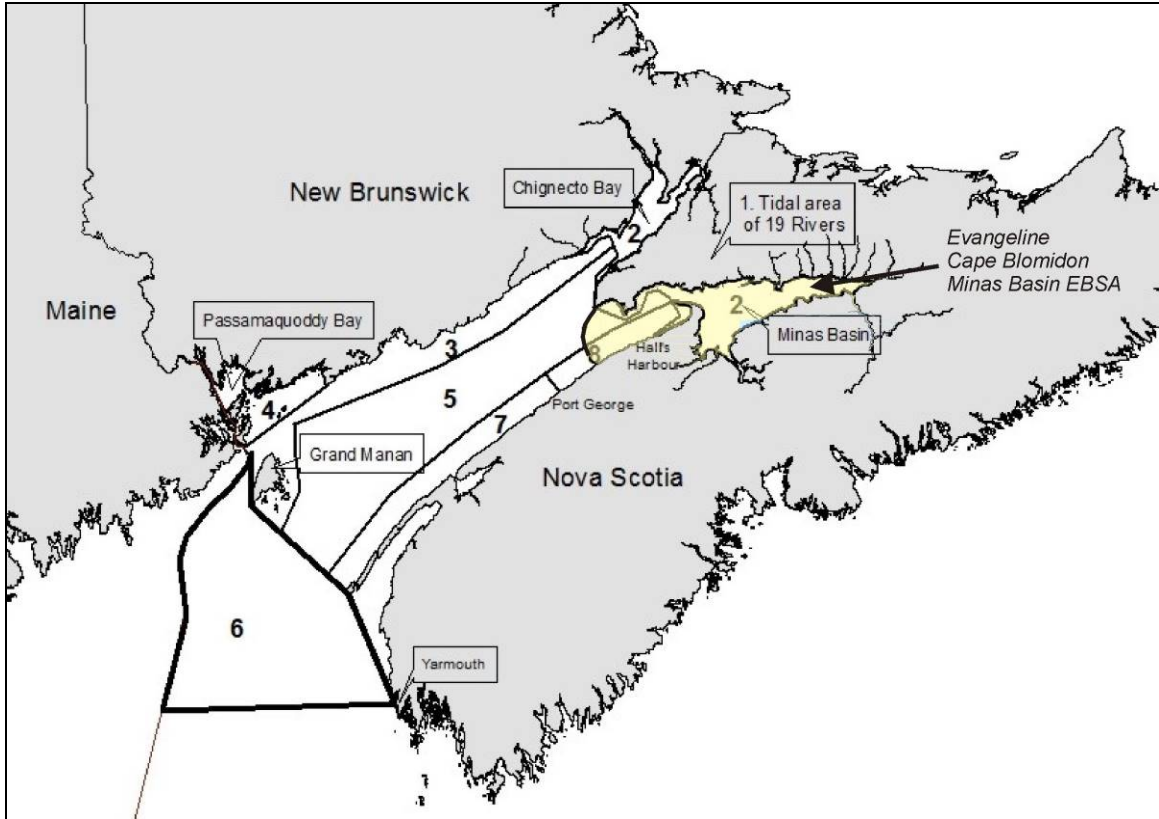 New Brunswick
Chignecto Bay
2
1. Tidal area
of 19 Rivers
Evangeline
Cape Blomidon
Minas Basin EBSA
Maine
Passamaquoddy Bay
3
2
Minas Basin
8
Hall's
Harbour
4
5
Port George
7
Grand Manan
Nova Scotia
6
Yarmouth